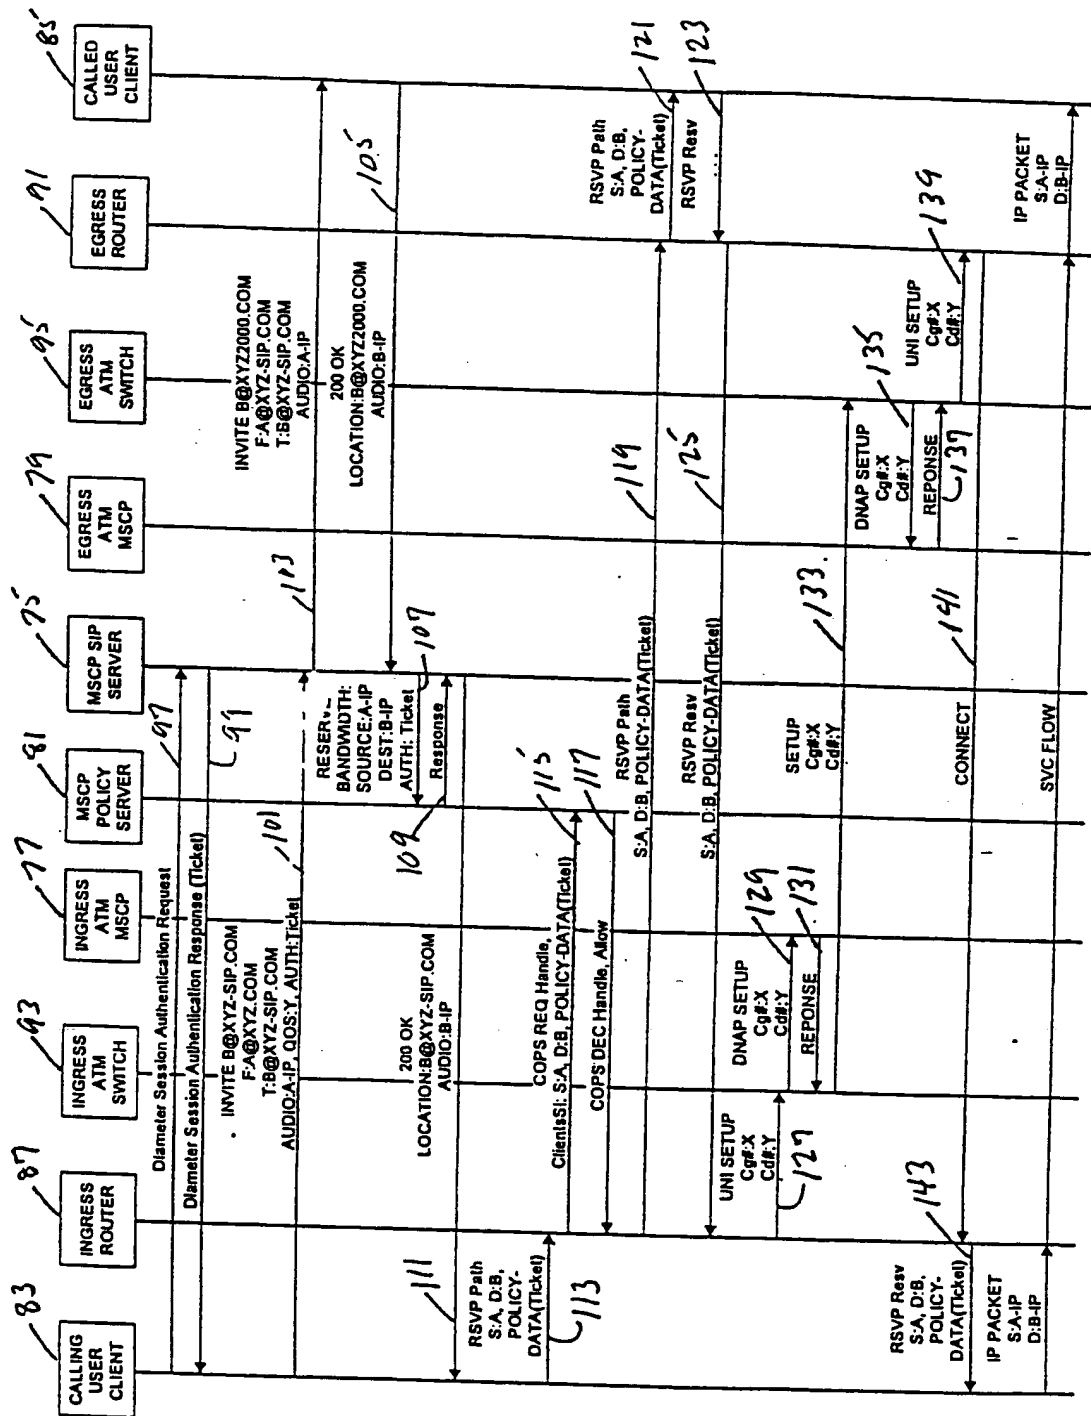 83
CALLING
USER
CLIENT
87
INGRESS
ROUTER
93
INGRESS
ATM
SWITCH
77
INGRESS
ATM
MSCP
81
MSCP
POLICY
SERVER
75
MSCP SIP
SERVER
79
EGRESS
ATM
MSCP
95
EGRESS
ATM
SWITCH
91
EGRESS
ROUTER
85
CALLED
USER
CLIENT
Diameter Session Authentication Request
97
Diameter Session Authentication Response (Ticket)
99
INVITE B@XYZ-SIP.COM
F:A@XYZ.COM
T:B@XYZ-SIP.COM
AUDIO:A-IP, QOS:Y, AUTH:Ticket
101
INVITE B@XYZ2000.COM
F:A@XYZ-SIP.COM
T:B@XYZ-SIP.COM
AUDIO:A-IP
103
200 OK
LOCATION:B@XYZ2000.COM
AUDIO:B-IP
105
RESERVE
BANDWIDTH:
SOURCE:A-IP
DEST:B-IP
AUTH: Ticket
107
Response
109
200 OK
LOCATION:B@XYZ-SIP.COM
AUDIO:B-IP
111
RSVP Path
S:A, D:B,
POLICY-
DATA(Ticket)
113
COPS REQ Handle,
ClientsSI: S:A, D:B, POLICY-DATA(Ticket)
115
COPS DEC Handle, Allow
117
RSVP Path
S:A, D:B, POLICY-DATA(Ticket)
119
RSVP Path
S:A, D:B,
POLICY-
DATA(Ticket)
121
RSVP Resv
...
123
RSVP Resv
S:A, D:B, POLICY-DATA(Ticket)
125
UNI SETUP
Cg#:X
Cd#:Y
127
DNAP SETUP
Cg#:X
Cd#:Y
129
REPONSE
131
SETUP
Cg#:X
Cd#:Y
133
DNAP SETUP
Cg#:X
Cd#:Y
135
REPONSE
137
UNI SETUP
Cg#:X
Cd#:Y
139
CONNECT
141
RSVP Resv
S:A, D:B,
POLICY-
DATA(Ticket)
143
IP PACKET
S:A-IP
D:B-IP
SVC FLOW
IP PACKET
S:A-IP
D:B-IP